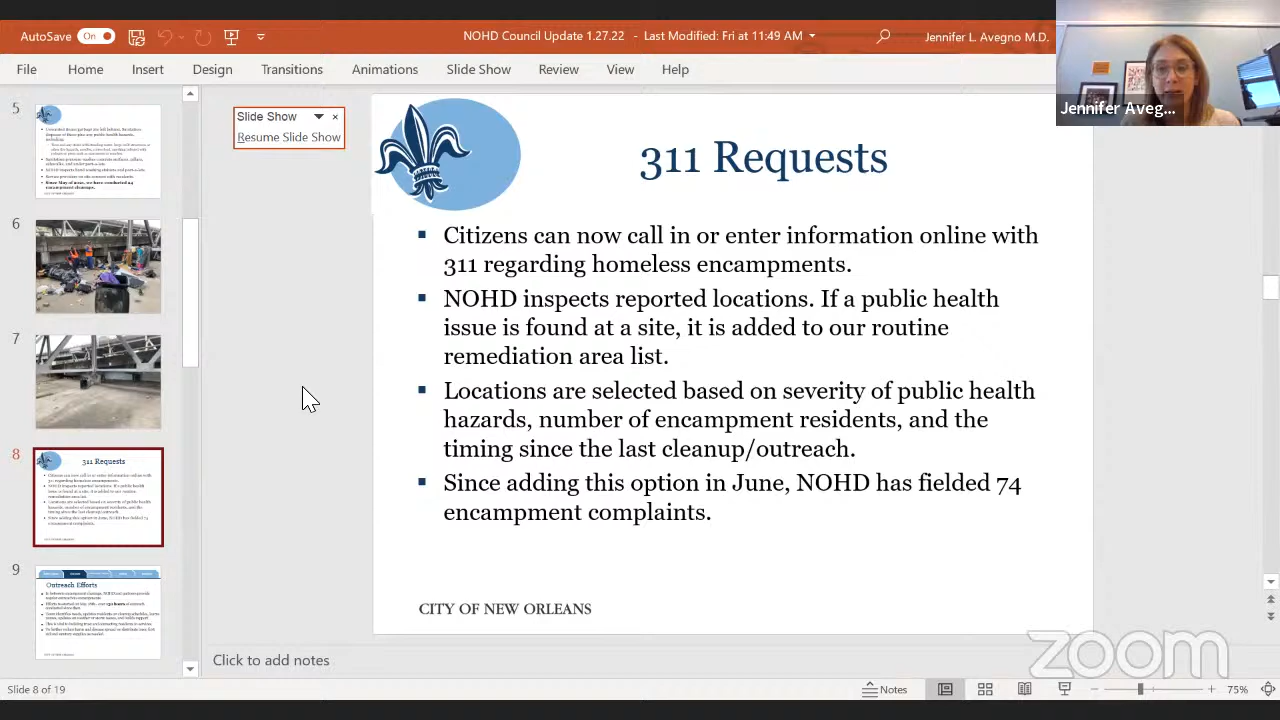 AutoSave On
NOHD Council Update 1.27.22 - Last Modified: Fri at 11:49 AM
Jennifer L. Avegno M.D.
File Home Insert Design Transitions Animations Slide Show Review View Help
Jennifer Aveg...
Slide Show
Resume Slide Show
311 Requests
Citizens can now call in or enter information online with
311 regarding homeless encampments.
NOHD inspects reported locations. If a public health
issue is found at a site, it is added to our routine
remediation area list.
Locations are selected based on severity of public health
hazards, number of encampment residents, and the
timing since the last cleanup/outreach.
Since adding this option in June, NOHD has fielded 74
encampment complaints.
CITY OF NEW ORLEANS
5
6
7
8
311 Requests
9
Outreach Efforts
Click to add notes
zoom
Slide 8 of 19
Notes
75%